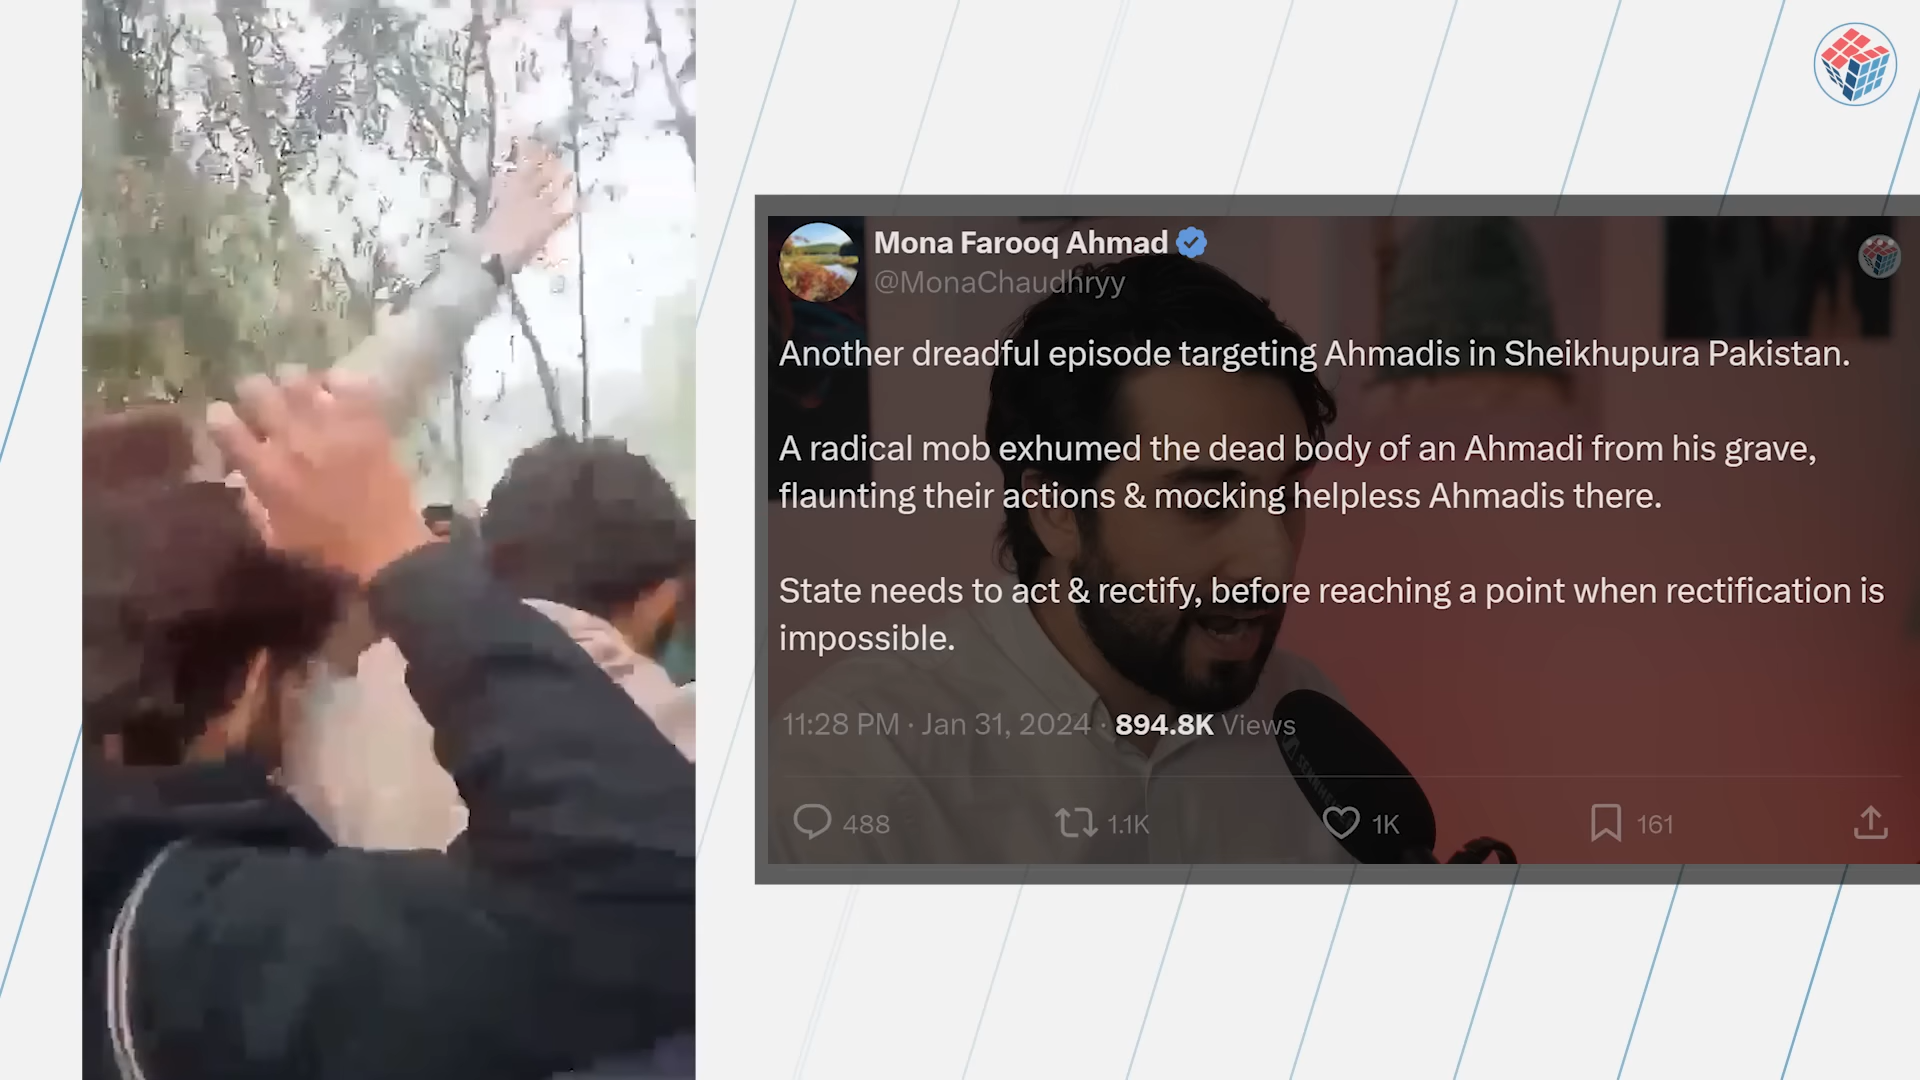 Mona Farooq Ahmad
@MonaChaudhryy
Another dreadful episode targeting Ahmadis in Sheikhupura Pakistan.
A radical mob exhumed the dead body of an Ahmadi from his grave,
flaunting their actions & mocking helpless Ahmadis there.
State needs to act & rectify, before reaching a point when rectification is
impossible.
11:28 PM · Jan 31, 2024 · 894.8K Views
488 1.1K 1K 161